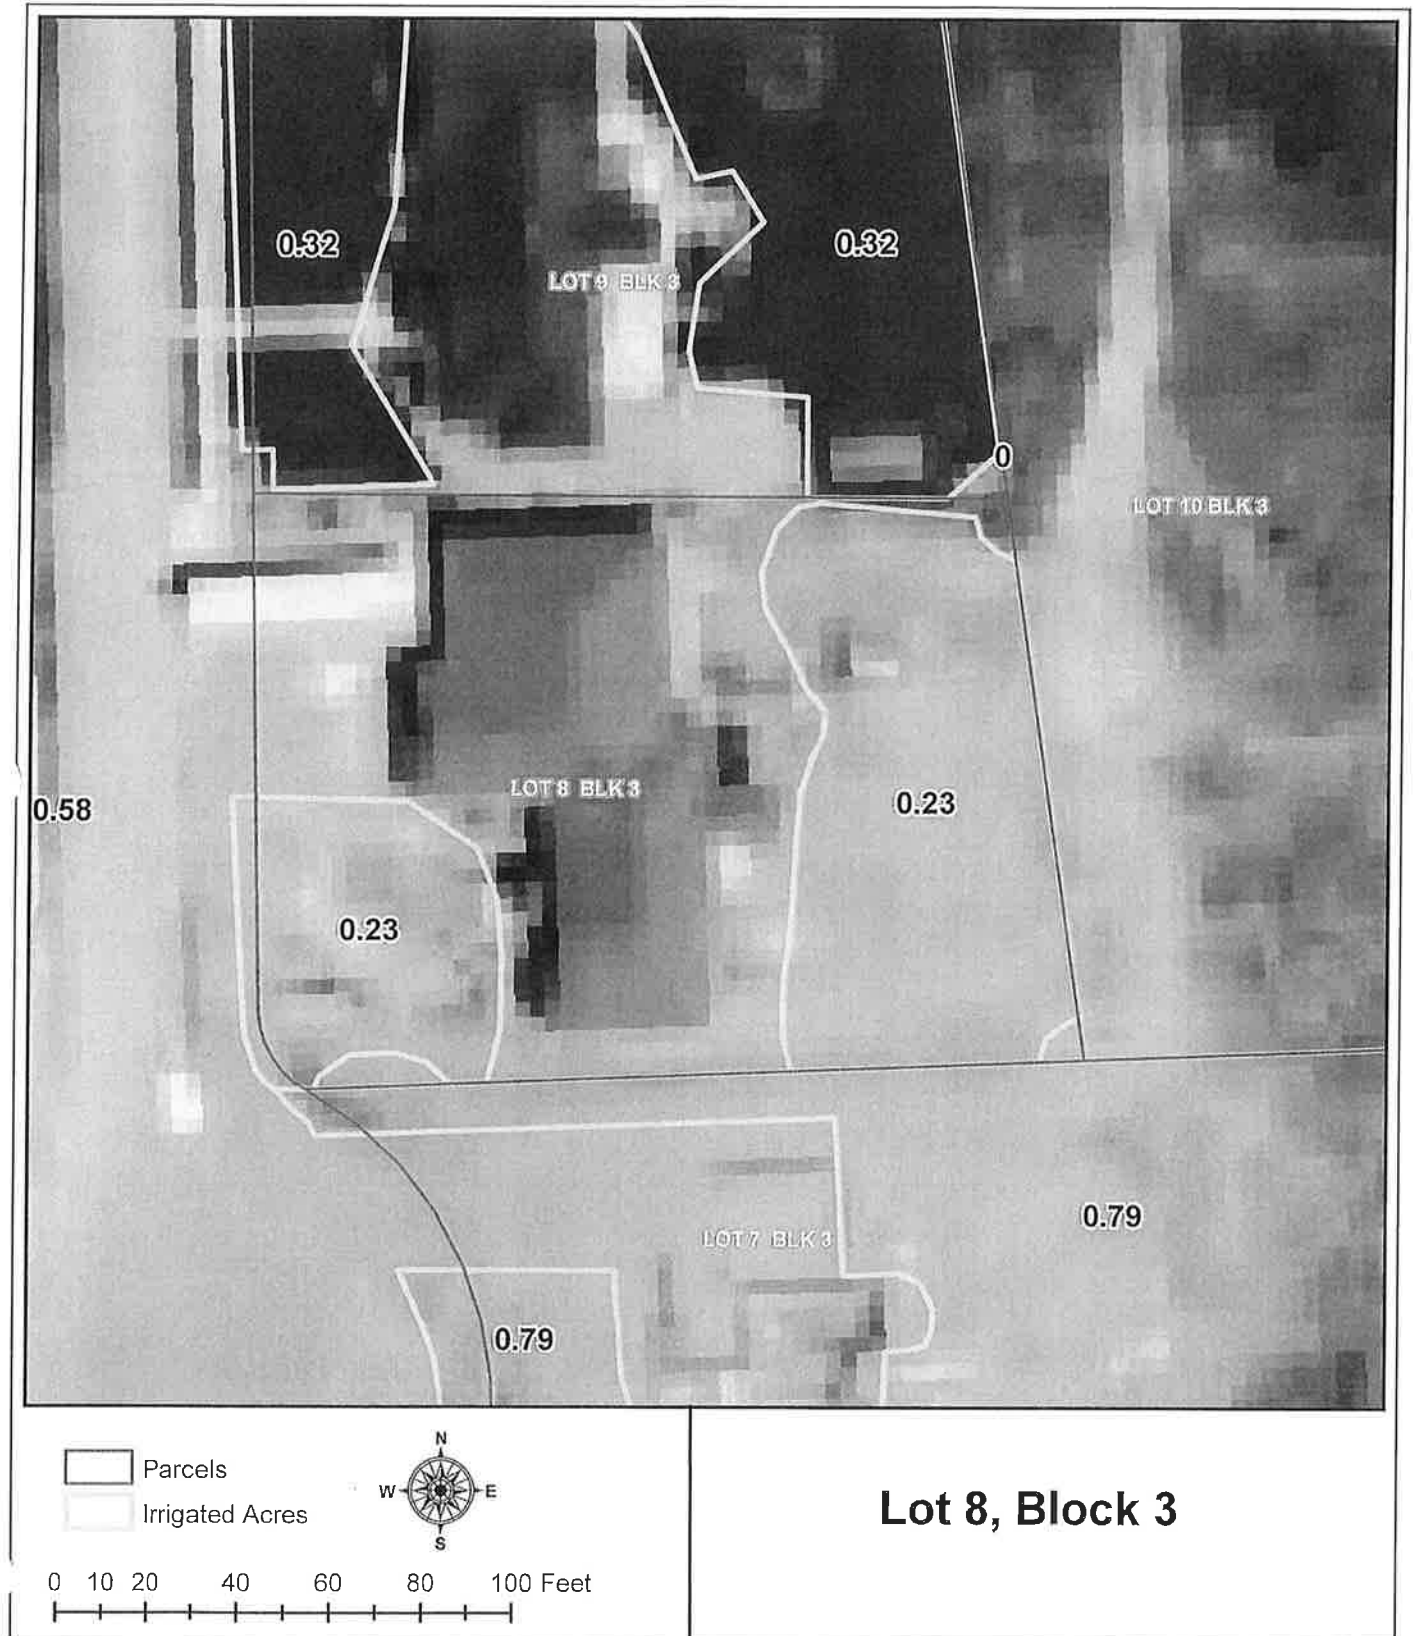 0.32
0.32
LOT 9 BLK 3
0
LOT 10 BLK 3
LOT 8 BLK 3
0.58
0.23
0.23
0.79
LOT 7 BLK 3
0.79
Parcels
Irrigated Acres
N
W E
S
Lot 8, Block 3
0 10 20 40 60 80 100 Feet